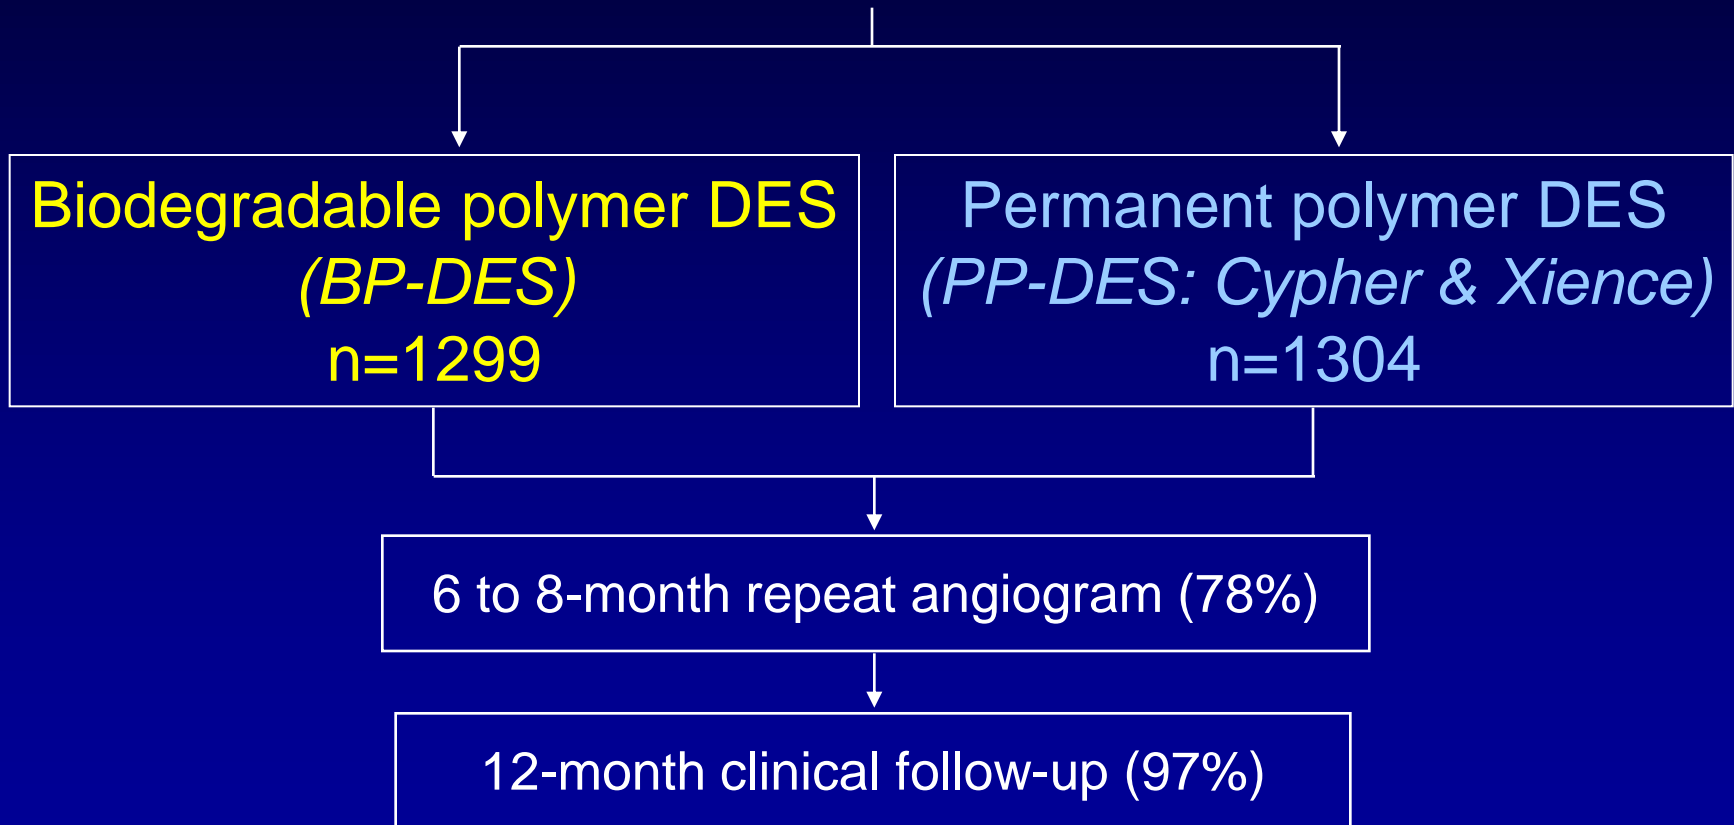 Biodegradable polymer DES
(BP-DES)
n=1299
Permanent polymer DES
(PP-DES: Cypher & Xience)
n=1304
6 to 8-month repeat angiogram (78%)
12-month clinical follow-up (97%)